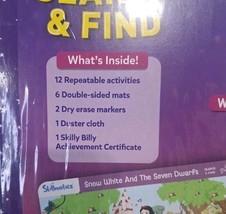 & FIND
What's Inside!
12 Repeatable activities
6 Double-sided mats
2 Dry erase markers
1 Duster cloth
1 Skilly Billy
Achievement Certificate
Skillmatics
Snow White And The Seven Dwarfs
W